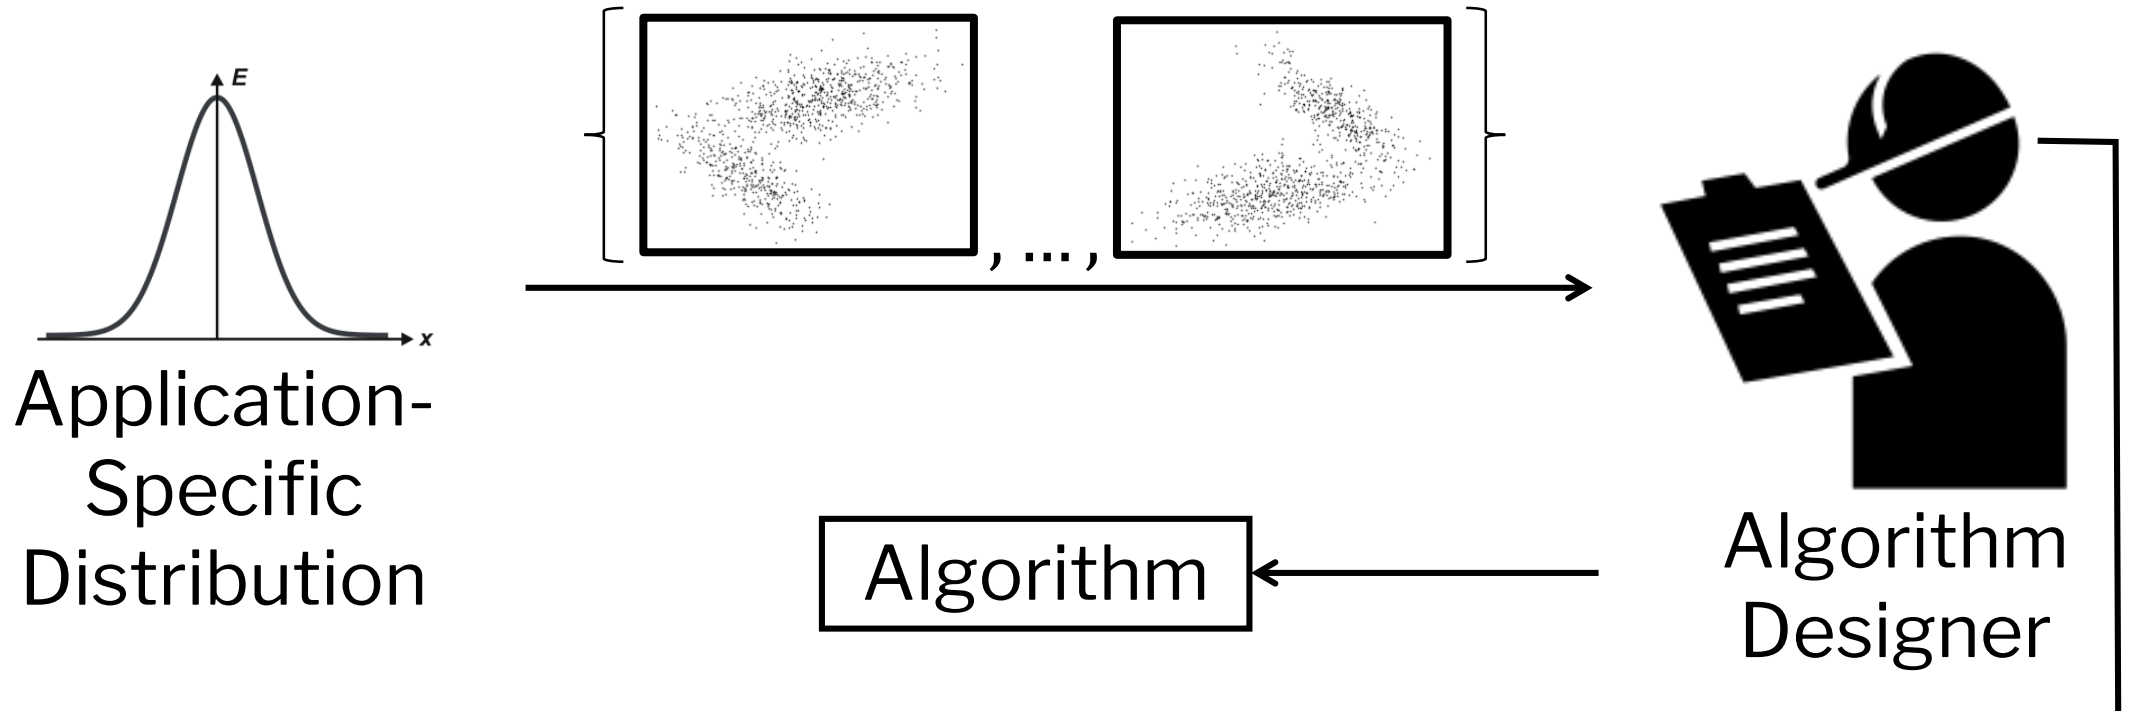 E
x
Application-
Specific
Distribution
, ... ,
Algorithm
Algorithm
Designer